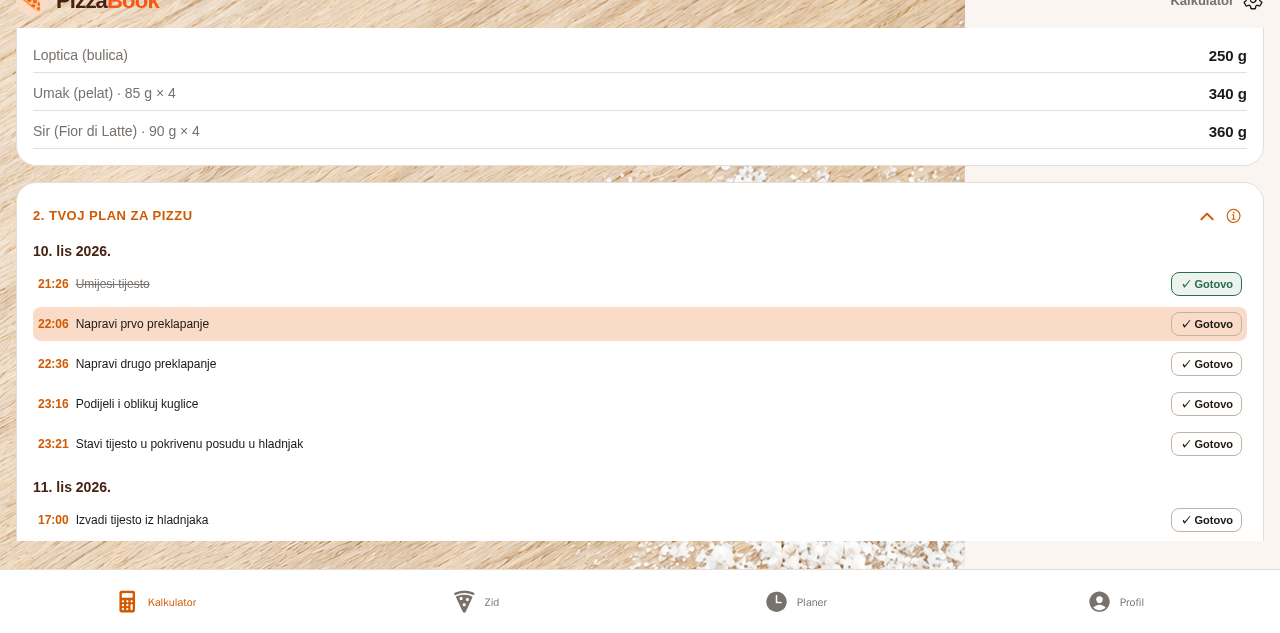 PizzaBook
Kalkulator
Loptica (bulica) 250 g
Umak (pelat) · 85 g × 4 340 g
Sir (Fior di Latte) · 90 g × 4 360 g
2. TVOJ PLAN ZA PIZZU
10. lis 2026.
21:26 Umijesi tijesto ✓ Gotovo
22:06 Napravi prvo preklapanje ✓ Gotovo
22:36 Napravi drugo preklapanje ✓ Gotovo
23:16 Podijeli i oblikuj kuglice ✓ Gotovo
23:21 Stavi tijesto u pokrivenu posudu u hladnjak ✓ Gotovo
11. lis 2026.
17:00 Izvadi tijesto iz hladnjaka ✓ Gotovo
Kalkulator Zid Planer Profil